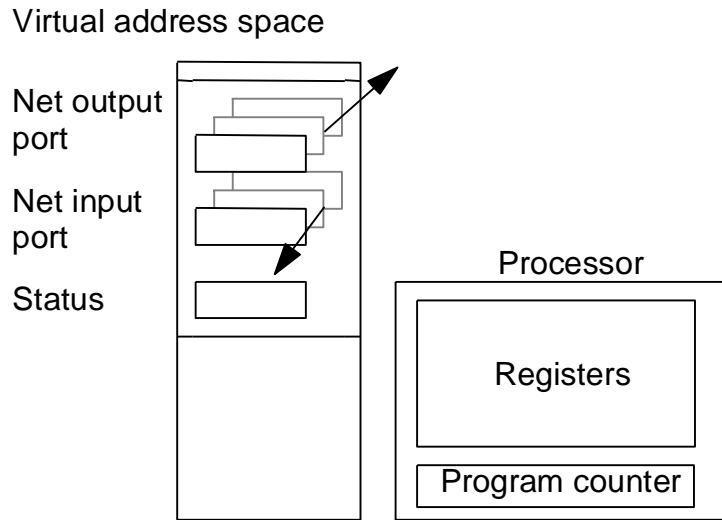 Virtual address space
Net output
port
Net input
port
Status
Processor
Registers
Program counter